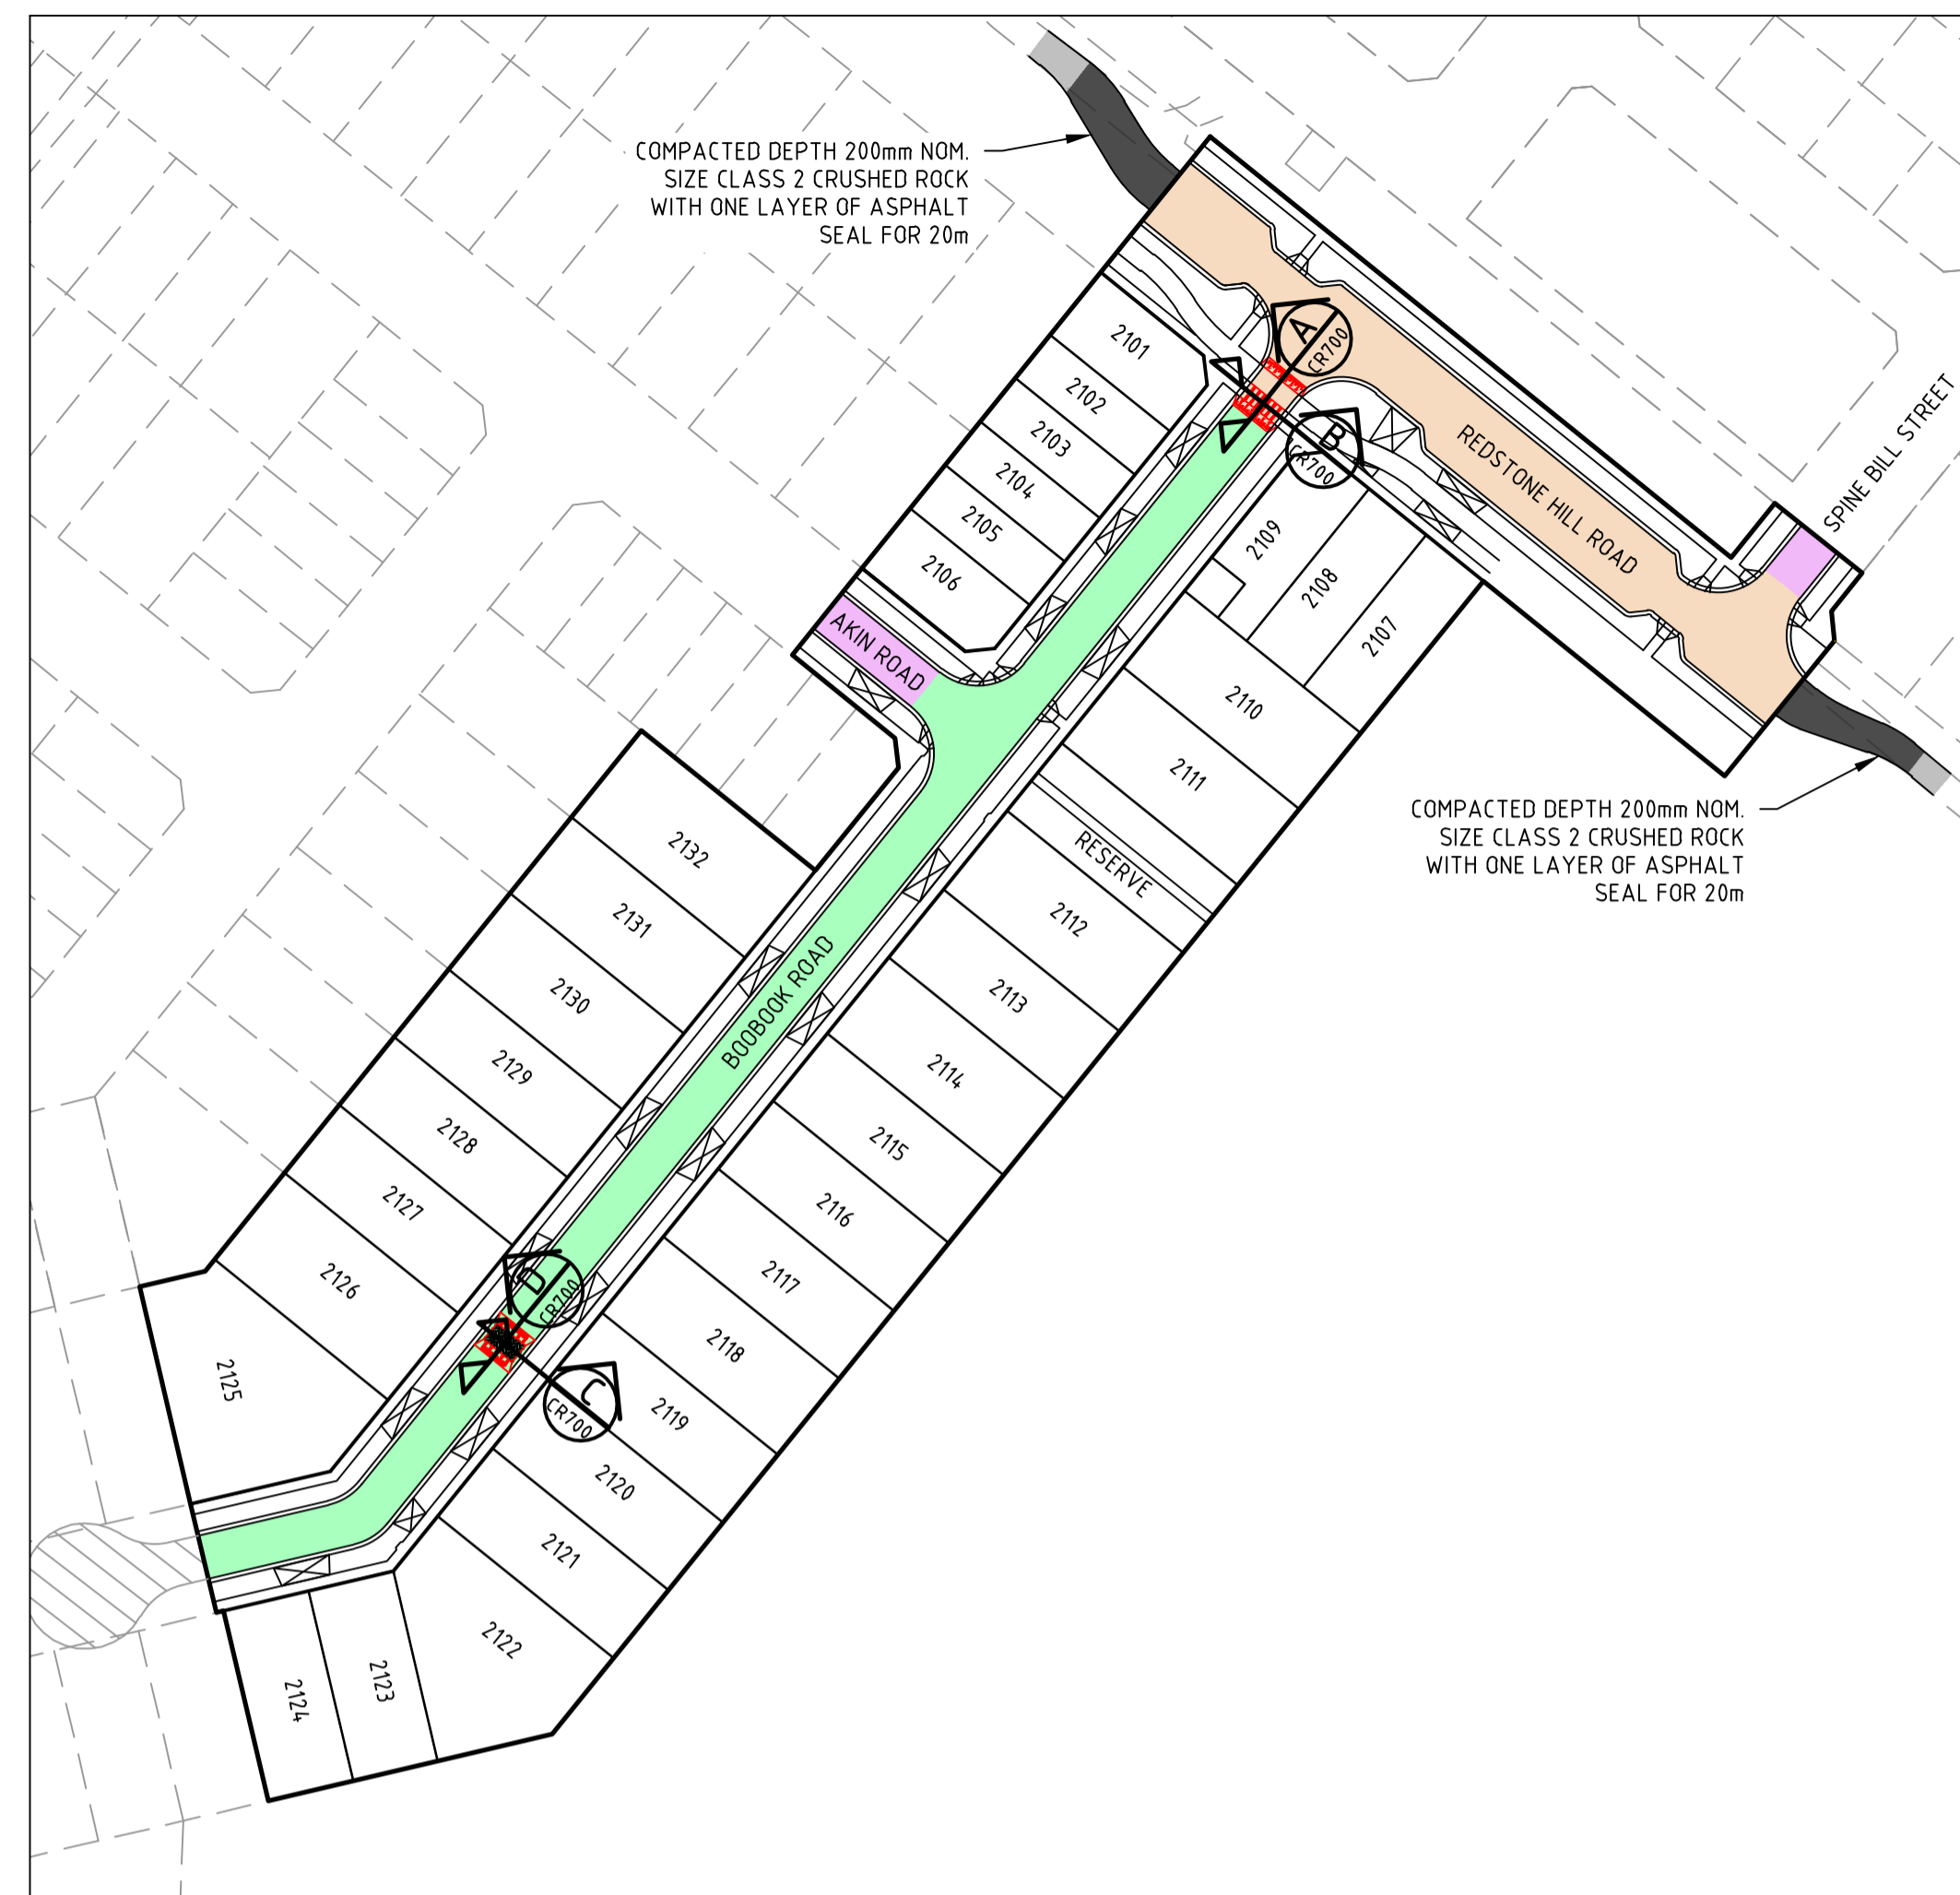 COMPACTED DEPTH 200mm NOM.
SIZE CLASS 2 CRUSHED ROCK
WITH ONE LAYER OF ASPHALT
SEAL FOR 20m
A
CR700
B
CR700
REDSTONE HILL ROAD
SPINE BILL STREET
2101
2102
2103
2104
2105
2106
2109
2108
2107
AKIN ROAD
2110
2111
RESERVE
COMPACTED DEPTH 200mm NOM.
SIZE CLASS 2 CRUSHED ROCK
WITH ONE LAYER OF ASPHALT
SEAL FOR 20m
2132
2131
2130
2129
2128
2127
2126
2125
BOOBOOK ROAD
2112
2113
2114
2115
2116
2117
2118
2119
2120
2121
2122
2123
2124
D
CR700
C
CR700